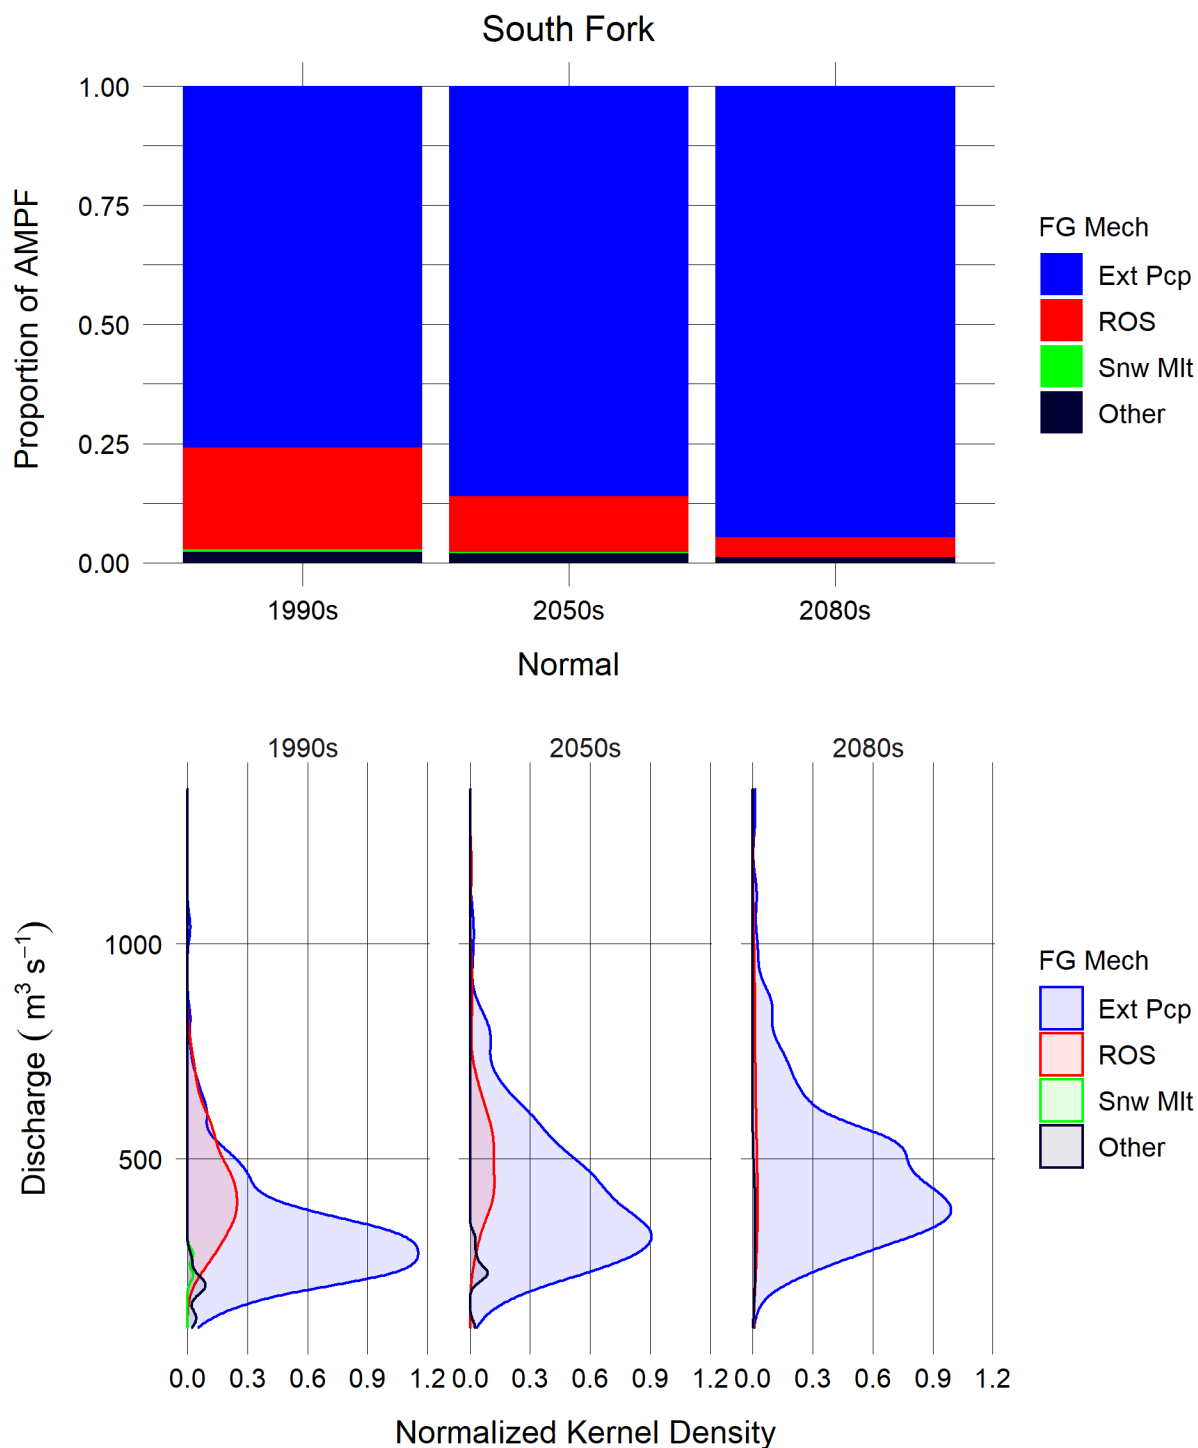 South Fork
Proportion of AMPF
1.00
0.75
0.50
0.25
0.00
1990s 2050s 2080s
Normal
FG Mech
Ext Pcp
ROS
Snw Mlt
Other
1990s 2050s 2080s
Discharge ( m³ s⁻¹)
1000
500
0.0 0.3 0.6 0.9 1.2 0.0 0.3 0.6 0.9 1.2 0.0 0.3 0.6 0.9 1.2
Normalized Kernel Density
FG Mech
Ext Pcp
ROS
Snw Mlt
Other